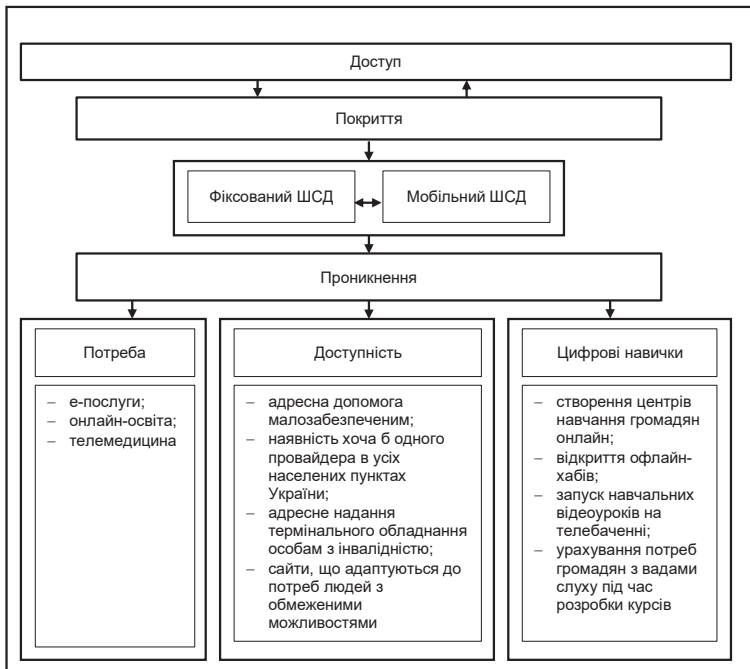 Доступ
Покриття
Фіксований ШСД
Мобільний ШСД
Проникнення
Потреба
– е-послуги;
– онлайн-освіта;
– телемедицина
Доступність
– адресна допомога
малозабезпеченим;
– наявність хоча б одного
провайдера в усіх
населених пунктах
України;
– адресне надання
термінального обладнання
особам з інвалідністю;
– сайти, що адаптуються до
потреб людей з
обмеженими
можливостями
Цифрові навички
– створення центрів
навчання громадян
онлайн;
– відкриття офлайн-
хабів;
– запуск навчальних
відеоуроків на
телебаченні;
– урахування потреб
громадян з вадами
слуху під час
розробки курсів